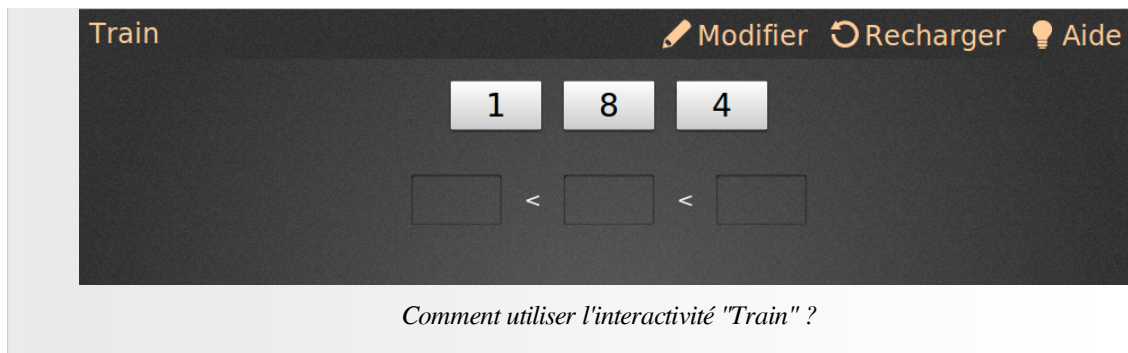 Train Modifier Recharger Aide
1 8 4
< <
Comment utiliser l'interactivité "Train" ?